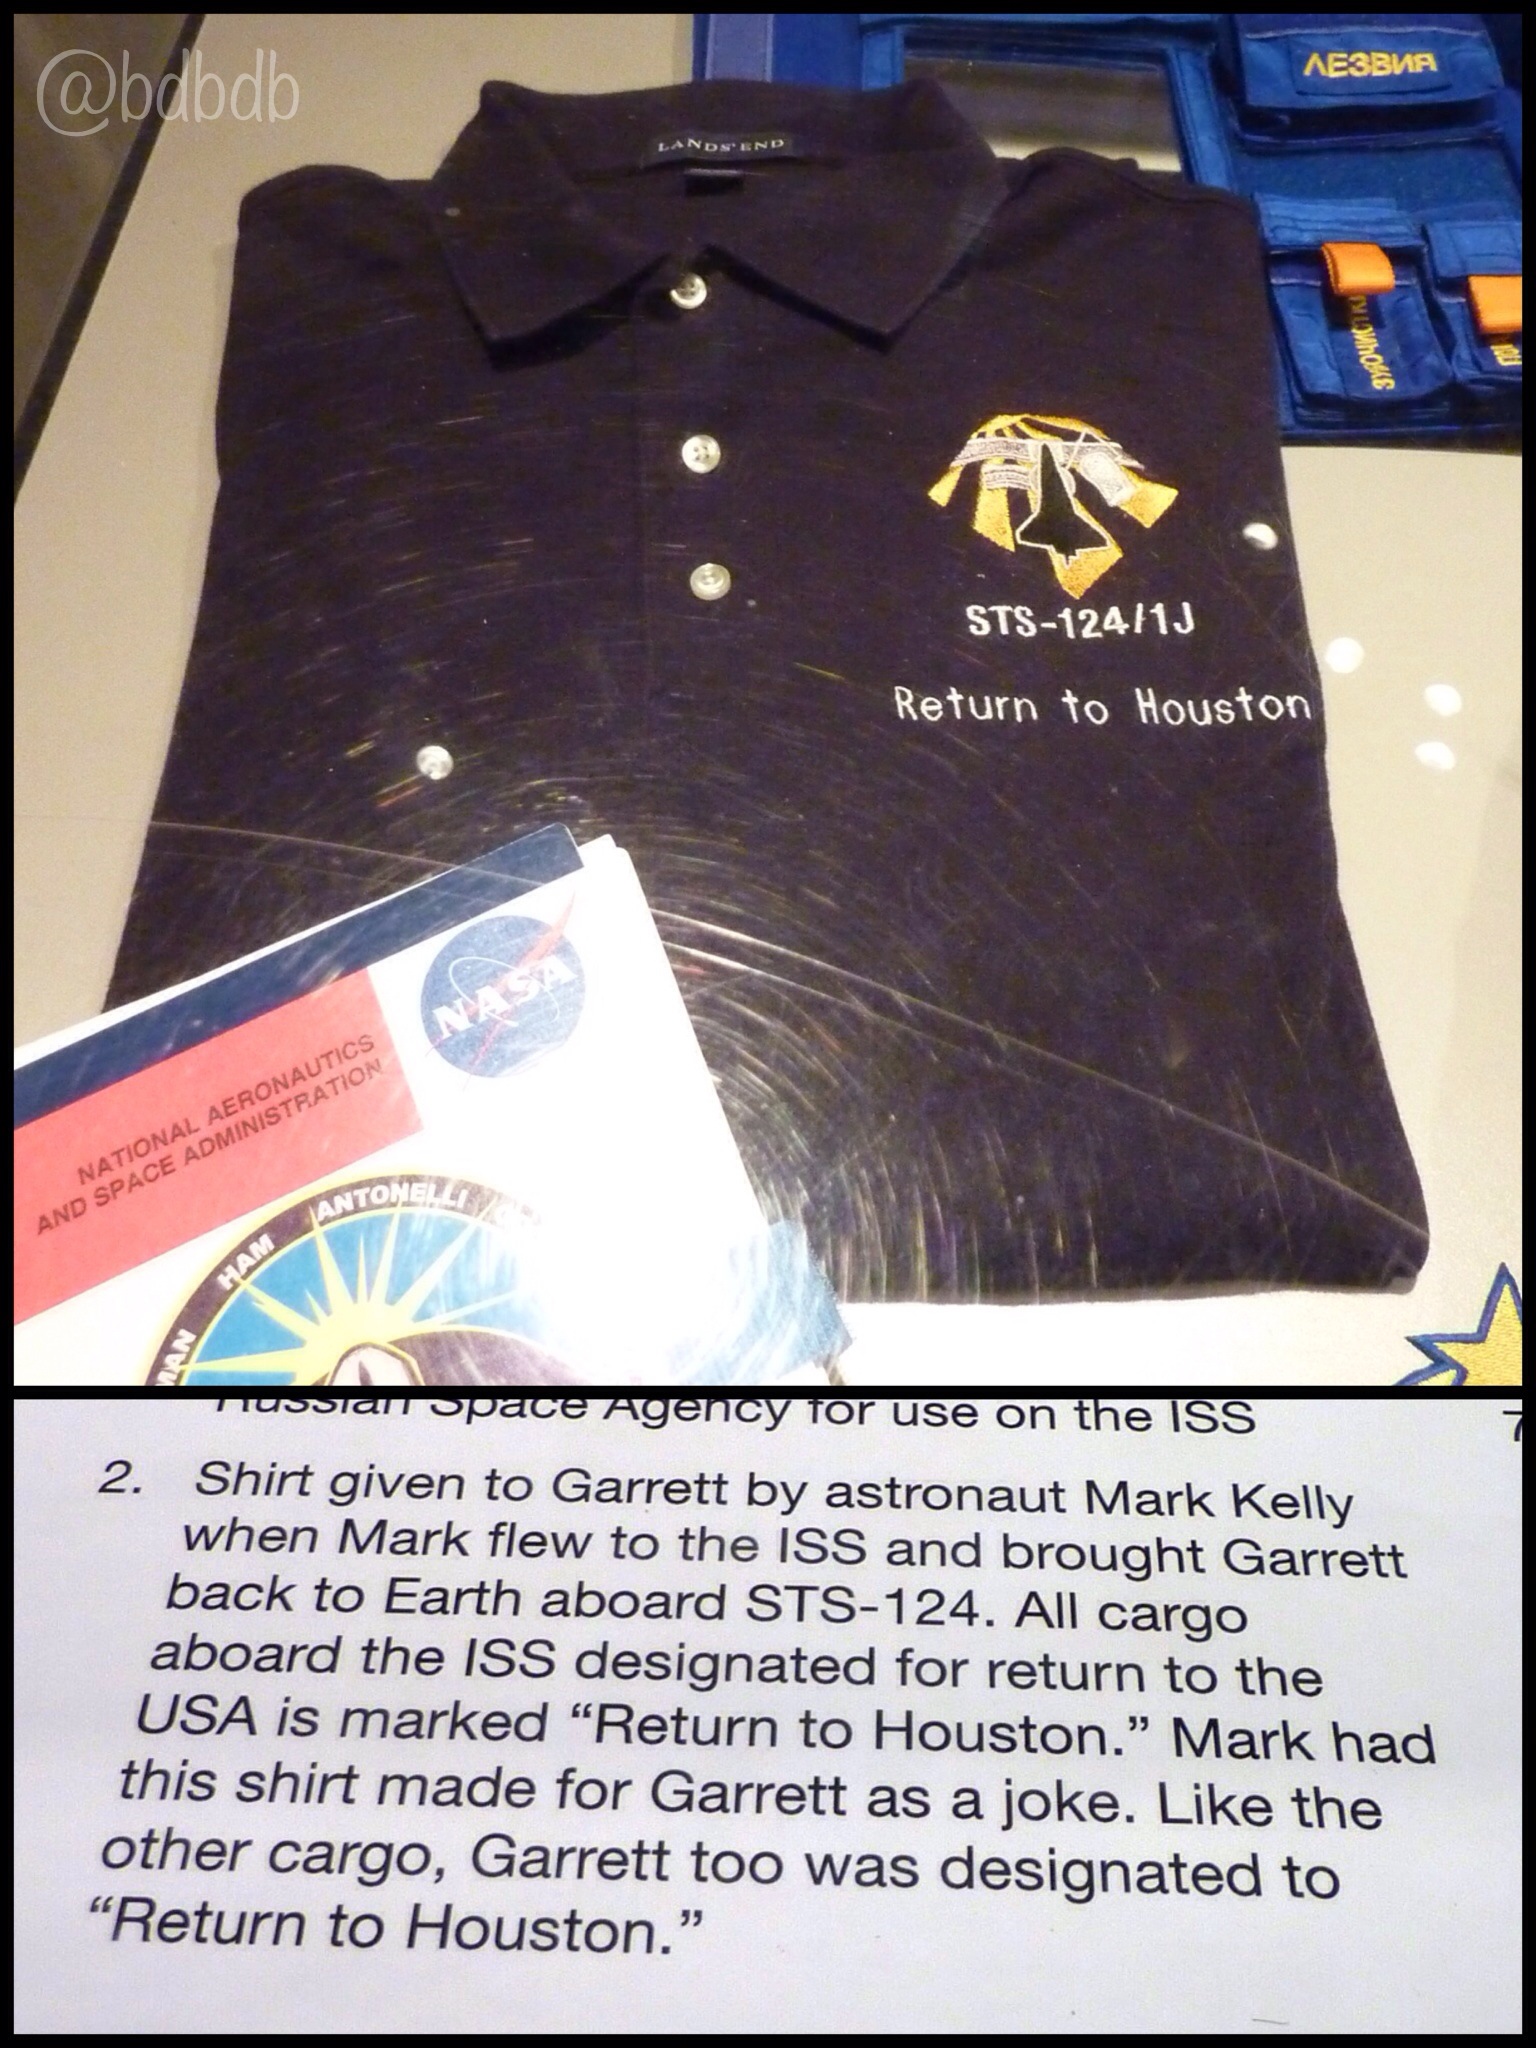 @bdbdb
LANDS' END
ЛЕЗВИЯ
STS-124/1J
Return to Houston
NASA
NATIONAL AERONAUTICS
AND SPACE ADMINISTRATION
HAM ANTONELLI
Russian Space Agency for use on the ISS
2. Shirt given to Garrett by astronaut Mark Kelly
when Mark flew to the ISS and brought Garrett
back to Earth aboard STS-124. All cargo
aboard the ISS designated for return to the
USA is marked “Return to Houston.” Mark had
this shirt made for Garrett as a joke. Like the
other cargo, Garrett too was designated to
“Return to Houston.”